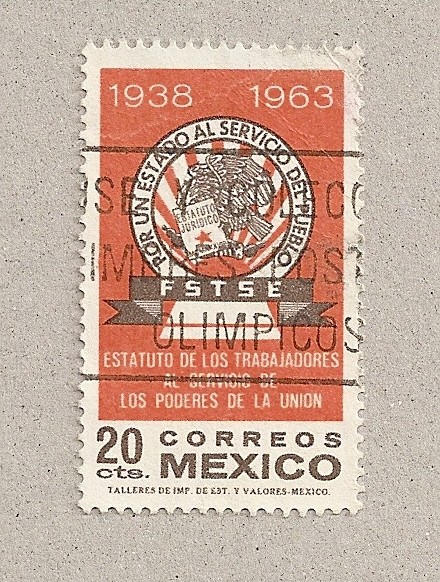 1938 1963
POR UN ESTADO AL SERVICIO DEL PUEBLO
ESTATUTO
JURIDICO
FSTSE
OLIMPICOS
ESTATUTO DE LOS TRABAJADORES
AL SERVICIO DE
LOS PODERES DE LA UNION
20 cts.
CORREOS
MEXICO
TALLERES DE IMP. DE EST. Y VALORES-MEXICO.